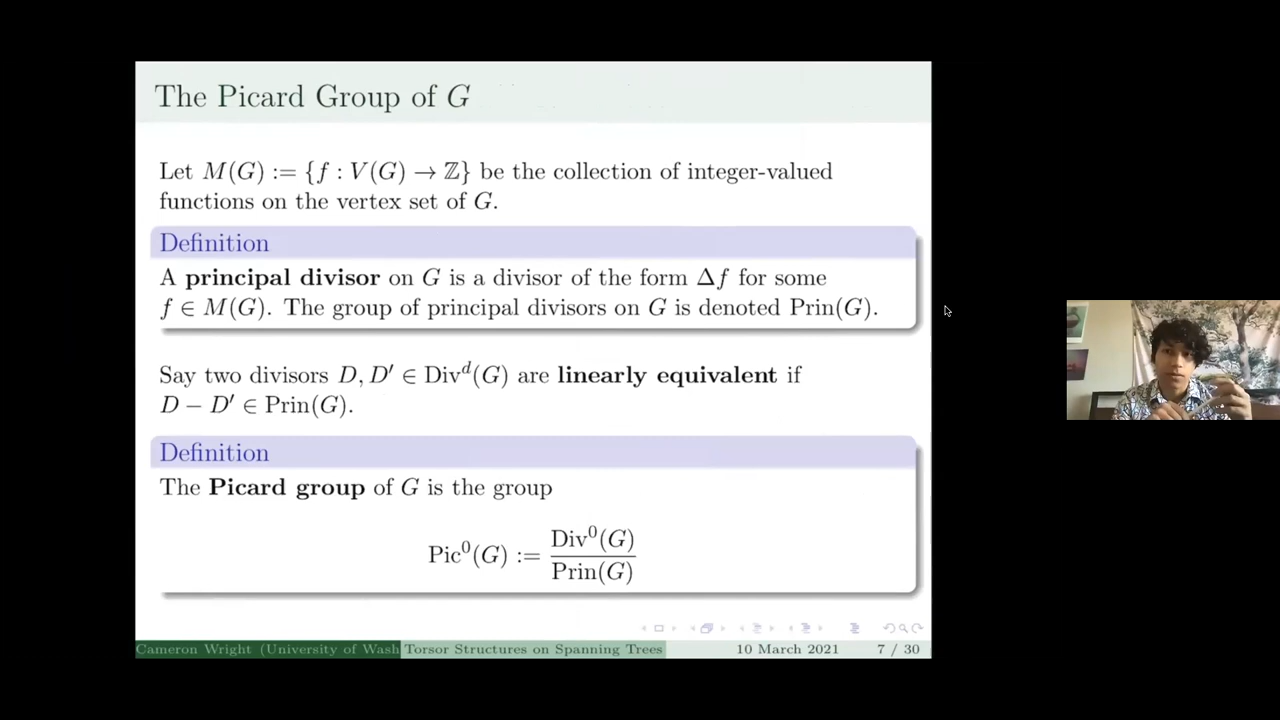 The Picard Group of G
Let M(G) := {f : V(G) → ℤ} be the collection of integer-valued
functions on the vertex set of G.
Definition
A principal divisor on G is a divisor of the form Δf for some
f ∈ M(G). The group of principal divisors on G is denoted Prin(G).
Say two divisors D, D′ ∈ Div^d(G) are linearly equivalent if
D − D′ ∈ Prin(G).
Definition
The Picard group of G is the group
Pic^0(G) := Div^0(G) / Prin(G)
Cameron Wright (University of Wash Torsor Structures on Spanning Trees 10 March 2021 7 / 30